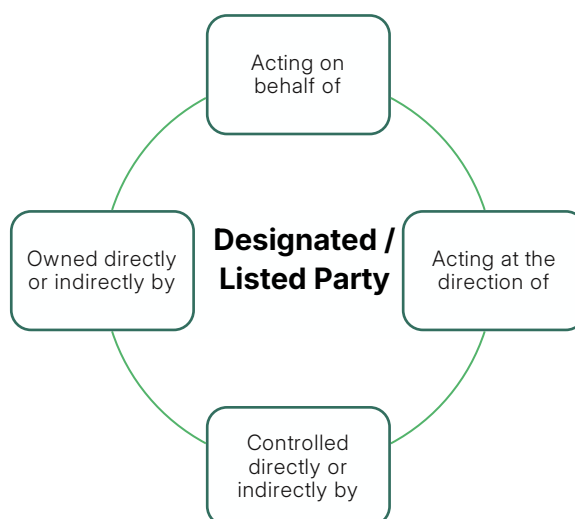 Acting on
behalf of
Designated /
Listed Party
Owned directly
or indirectly by
Acting at the
direction of
Controlled
directly or
indirectly by